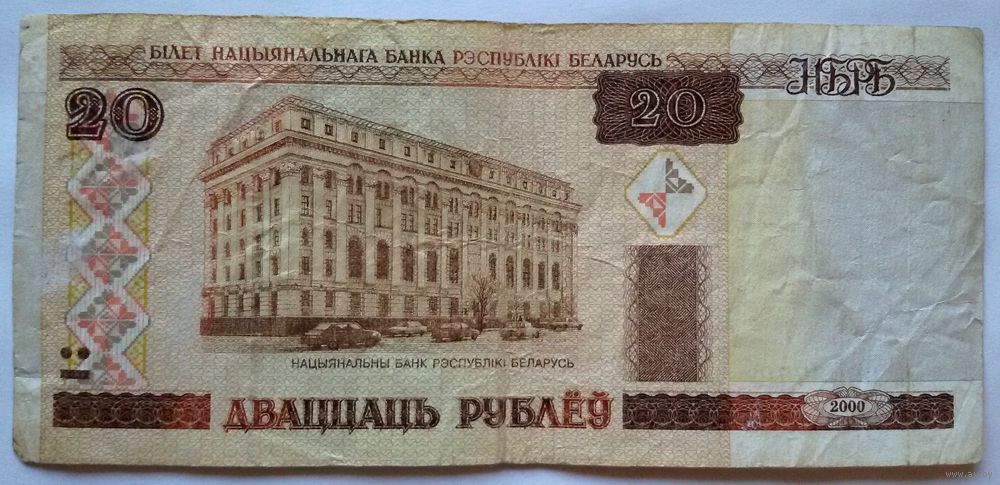 БІЛЕТ НАЦЫЯНАЛЬНАГА БАНКА РЭСПУБЛІКІ БЕЛАРУСЬ
НБРБ
20
20
НАЦЫЯНАЛЬНЫ БАНК РЭСПУБЛІКІ БЕЛАРУСЬ
ДВАЦЦАЦЬ РУБЛЁЎ
2000